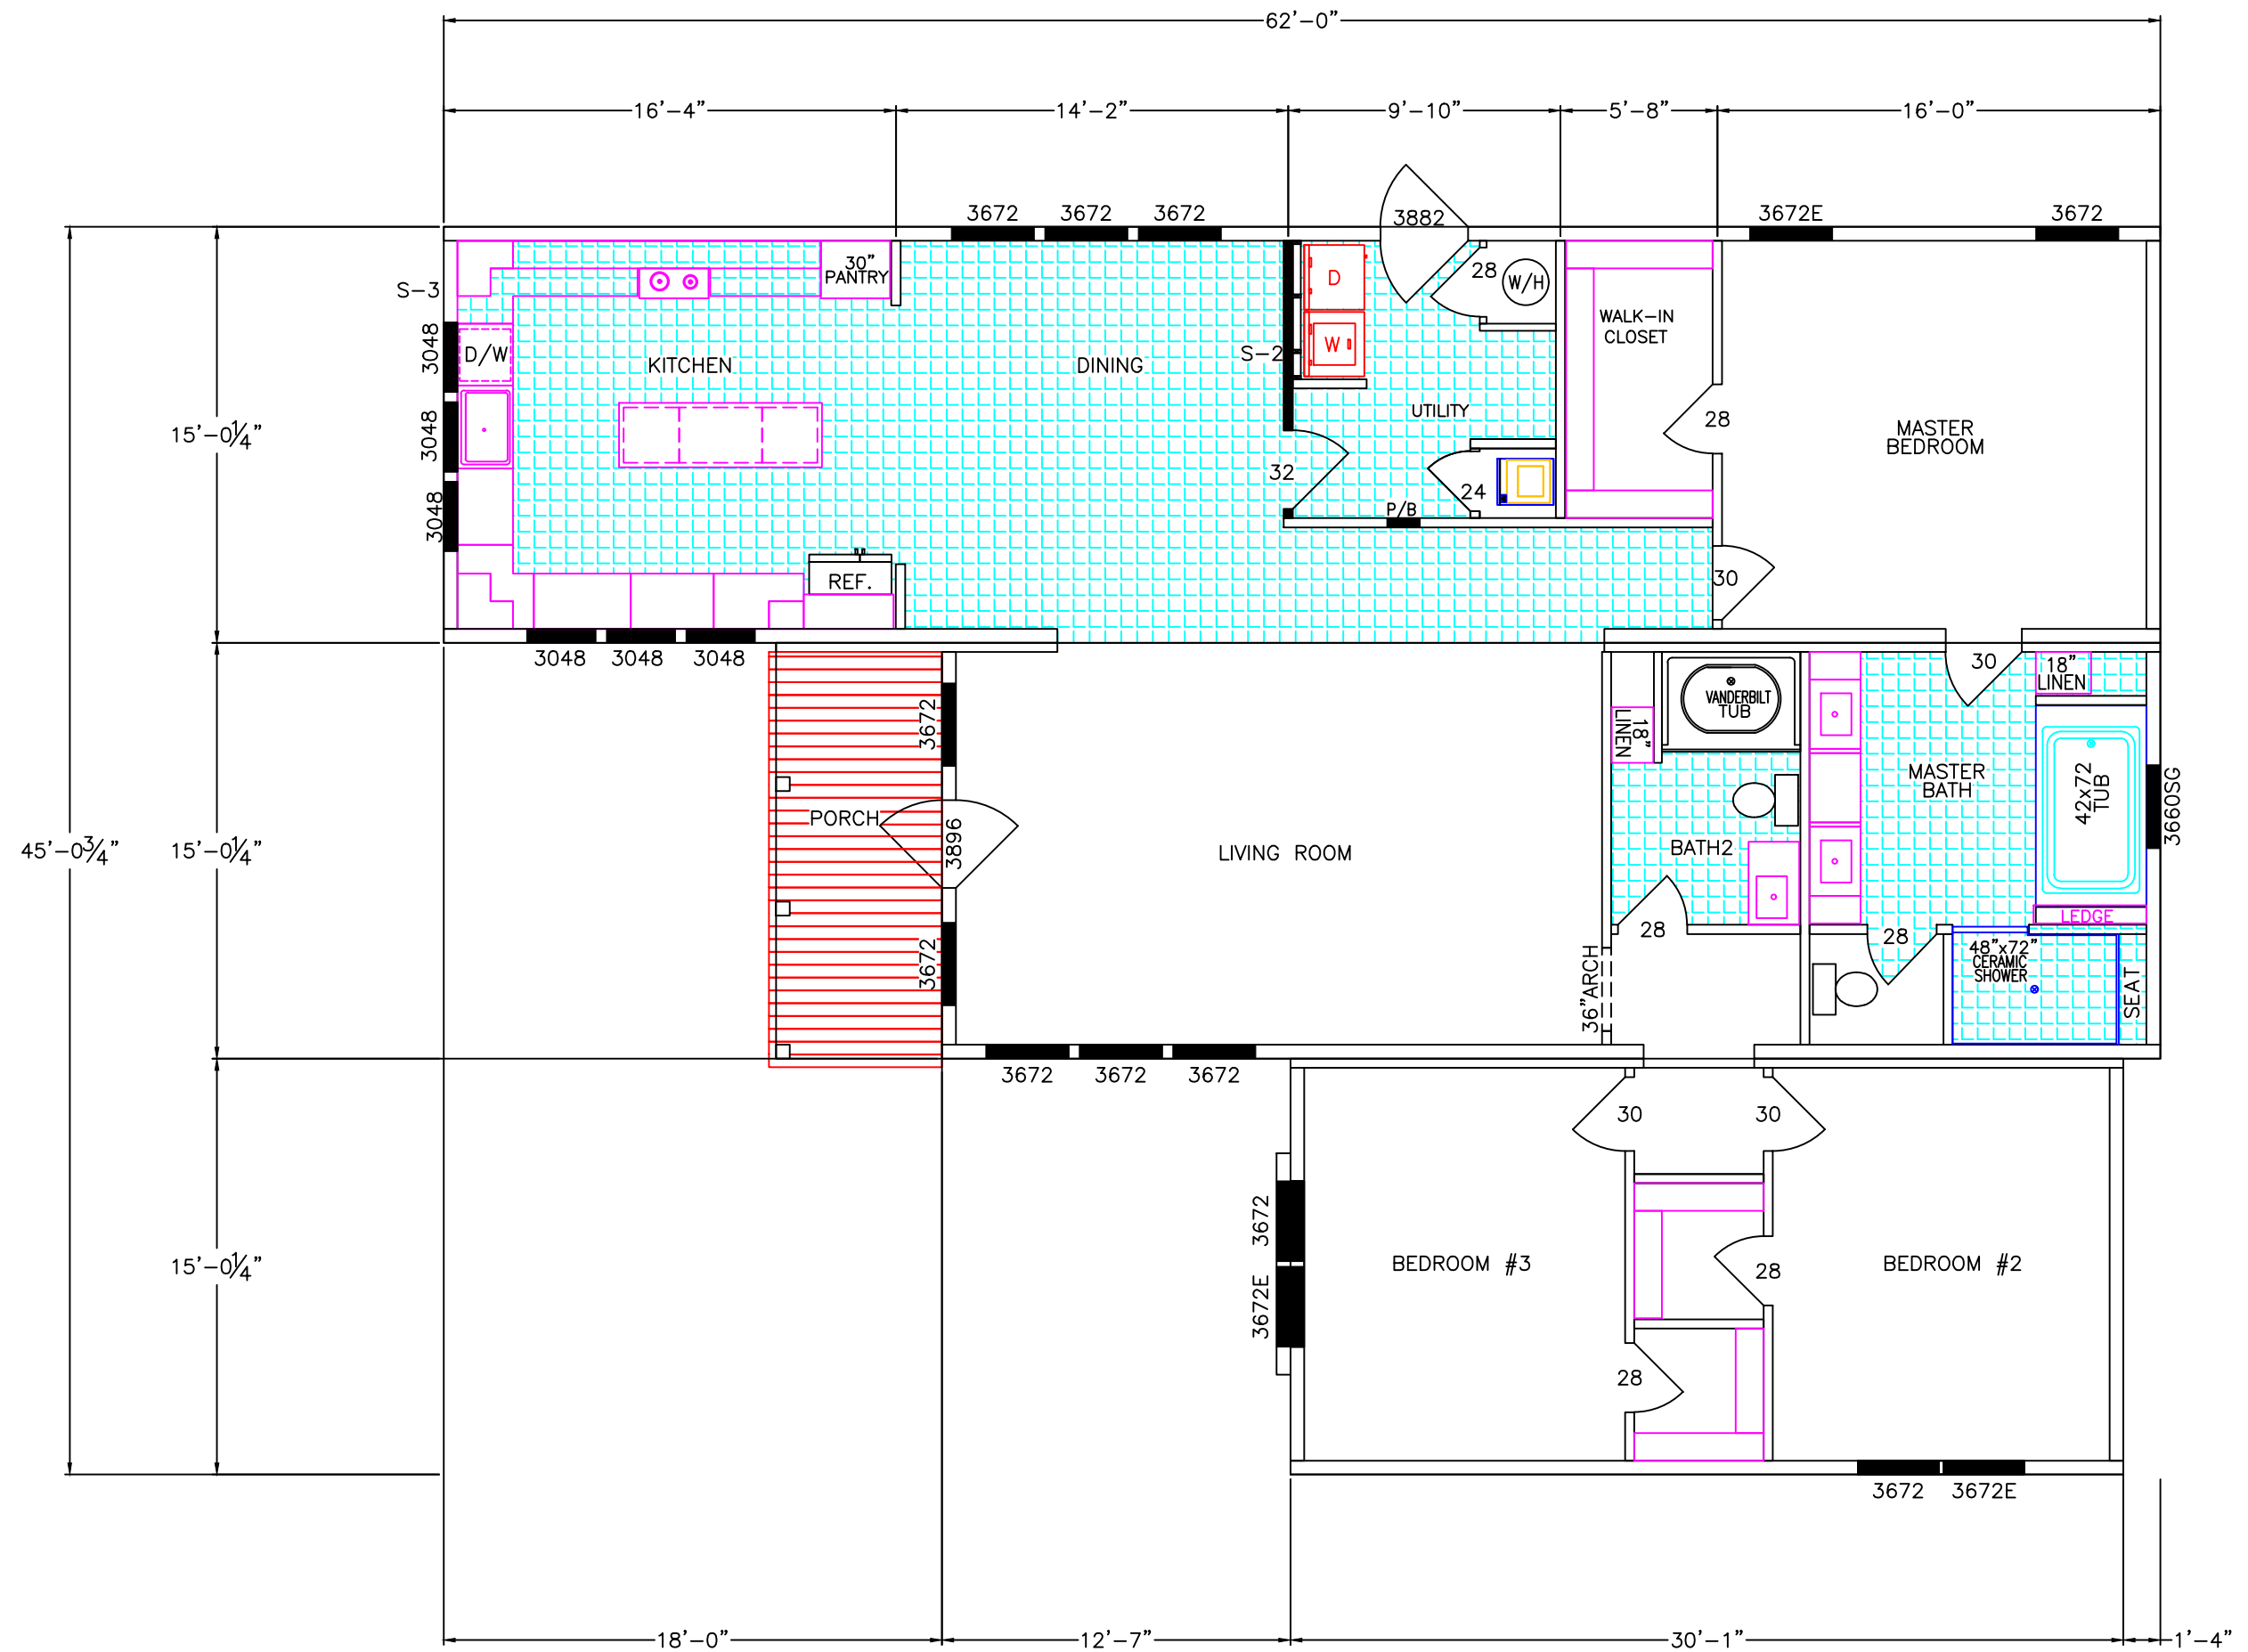 62'-0"
16'-4"
14'-2"
9'-10"
5'-8"
16'-0"
3672
3672
3672
3882
3672E
3672
S-3
30"
PANTRY
D
28
W/H
WALK-IN
CLOSET
3048
D/W
KITCHEN
DINING
S-2
W
UTILITY
28
MASTER
BEDROOM
15'-0¼"
3048
32
24
P/B
3048
REF.
30
3048
3048
3048
30
18"
LINEN
3672
18"
LINEN
VANDERBILT
TUB
MASTER
BATH
42x72
TUB
3660SG
PORCH
3896
LIVING ROOM
BATH2
45'-0¾"
15'-0¼"
LEDGE
3672
36"ARCH
28
28
48"x72"
CERAMIC
SHOWER
SEAT
3672
3672
3672
30
30
3672
3672E
BEDROOM #3
28
BEDROOM #2
15'-0¼"
28
3672
3672E
18'-0"
12'-7"
30'-1"
1'-4"